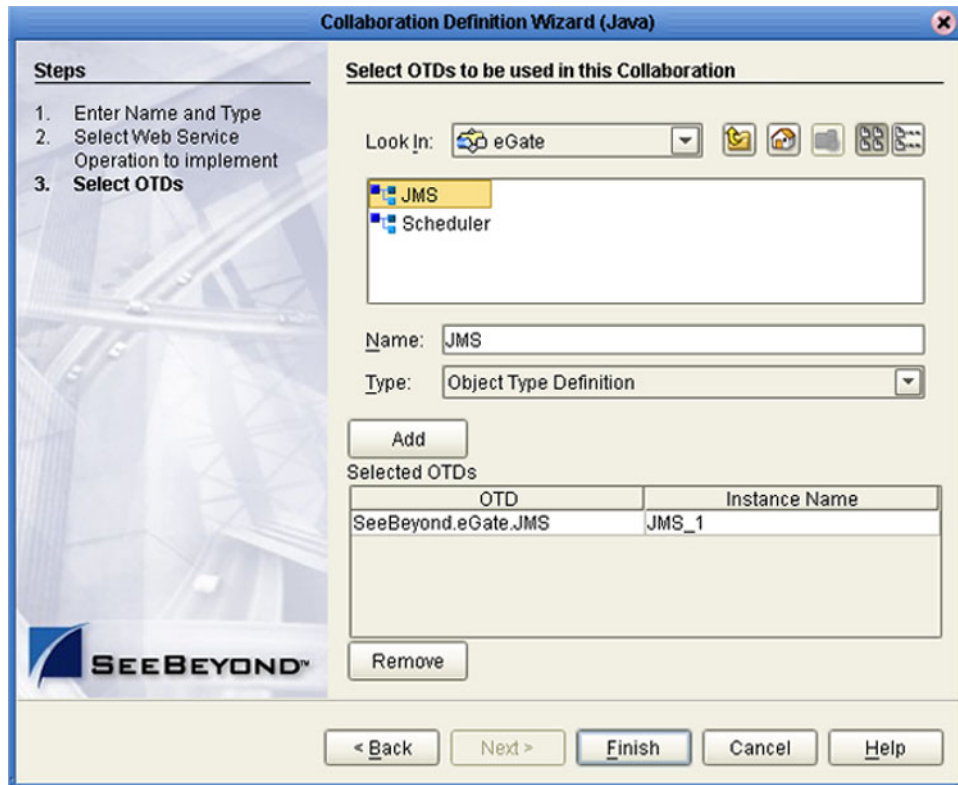 Collaboration Definition Wizard (Java)
Steps
1. Enter Name and Type
2. Select Web Service
Operation to implement
3. Select OTDs
SEEBEYOND™
Select OTDs to be used in this Collaboration
Look In: eGate
JMS
Scheduler
Name: JMS
Type: Object Type Definition
Add
Selected OTDs
OTD Instance Name
SeeBeyond.eGate.JMS JMS_1
Remove
< Back Next > Finish Cancel Help